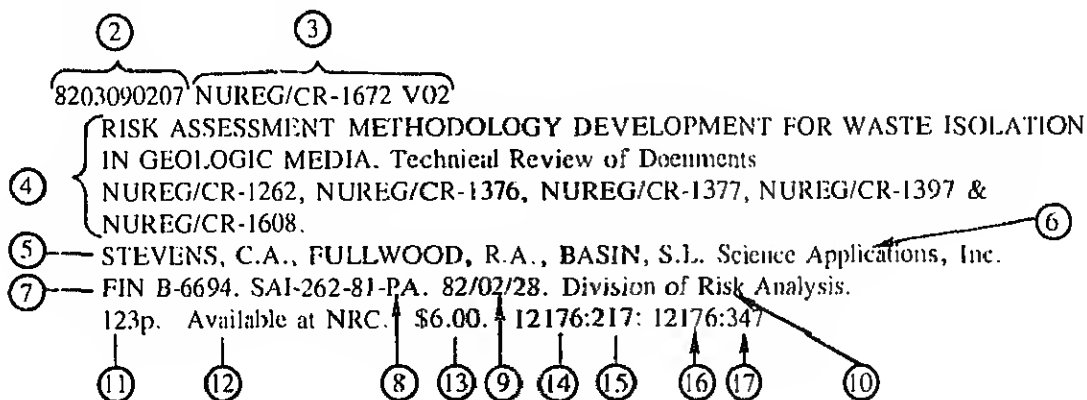 ② ③
8203090207 NUREG/CR-1672 V02
RISK ASSESSMENT METHODOLOGY DEVELOPMENT FOR WASTE ISOLATION
IN GEOLOGIC MEDIA. Technical Review of Documents
④ NUREG/CR-1262, NUREG/CR-1376, NUREG/CR-1377, NUREG/CR-1397 &
NUREG/CR-1608.
⑥
⑤ STEVENS, C.A., FULLWOOD, R.A., BASIN, S.L. Science Applications, Inc.
⑦ FIN B-6694. SAI-262-81-PA. 82/02/28. Division of Risk Analysis.
123p. Available at NRC. $6.00. 12176:217: 12176:347
⑪ ⑫ ⑧ ⑬ ⑨ ⑭ ⑮ ⑯ ⑰ ⑩